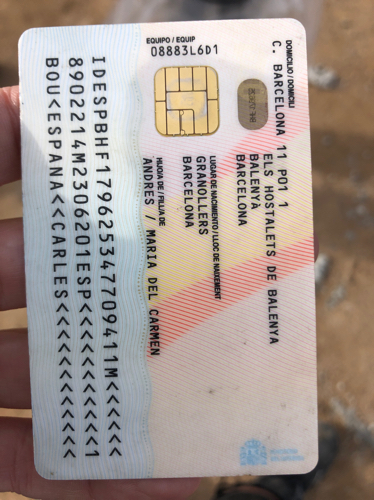 DOMICILIO / DOMICILI
C. BARCELONA 11 P01 1
ELS HOSTALETS DE BALENYA
BALENYÀ
BARCELONA
LUGAR DE NACIMIENTO / LLOC DE NAIXEMENT
GRANOLLERS
BARCELONA
HIJO/A DE / FILL/A DE
ANDRES / MARIA DEL CARMEN
EQUIPO / EQUIP
08883L6D1
IDESPBHF179625347709411M<<<<<<
8902214M2306201ESP<<<<<<<<<<<1
BOU<ESPANA<<CARLES<<<<<<<<<<<<